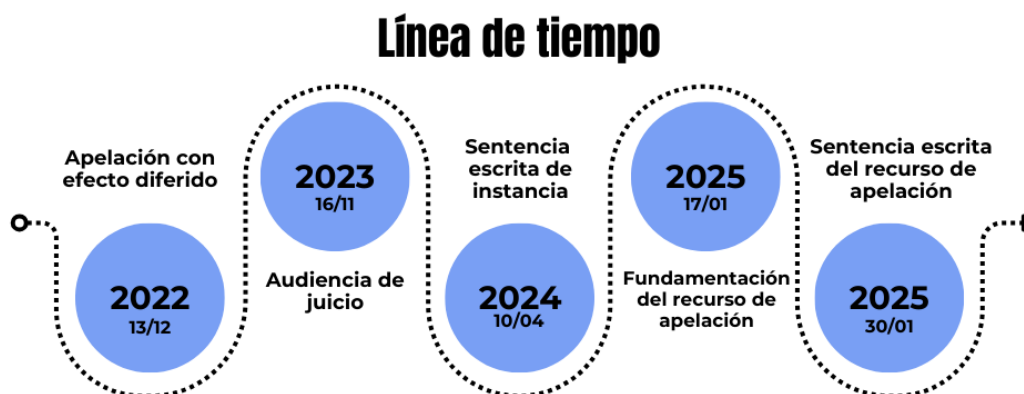 Línea de tiempo
Apelación con
efecto diferido
2022
13/12
2023
16/11
Audiencia de
juicio
Sentencia
escrita de
instancia
2024
10/04
2025
17/01
Fundamentación
del recurso de
apelación
Sentencia escrita
del recurso de
apelación
2025
30/01